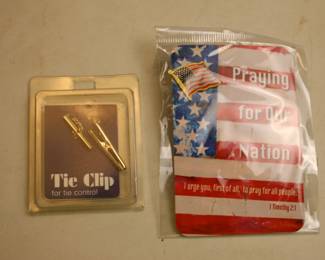 Tie Clip
for tie control
Praying
for Our
Nation
I urge you, first of all, to pray for all people.
1 Timothy 2:1